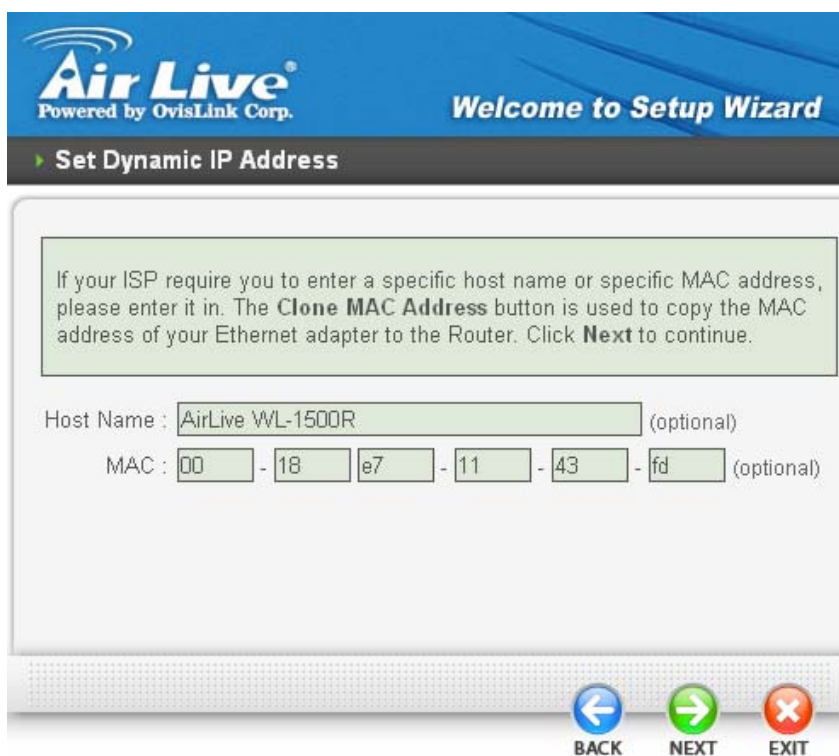 Air Live®
Powered by OvisLink Corp.
Welcome to Setup Wizard
Set Dynamic IP Address
If your ISP require you to enter a specific host name or specific MAC address,
please enter it in. The Clone MAC Address button is used to copy the MAC
address of your Ethernet adapter to the Router. Click Next to continue.
Host Name : AirLive WL-1500R (optional)
MAC : 00 - 18 e7 - 11 - 43 - fd (optional)
BACK NEXT EXIT